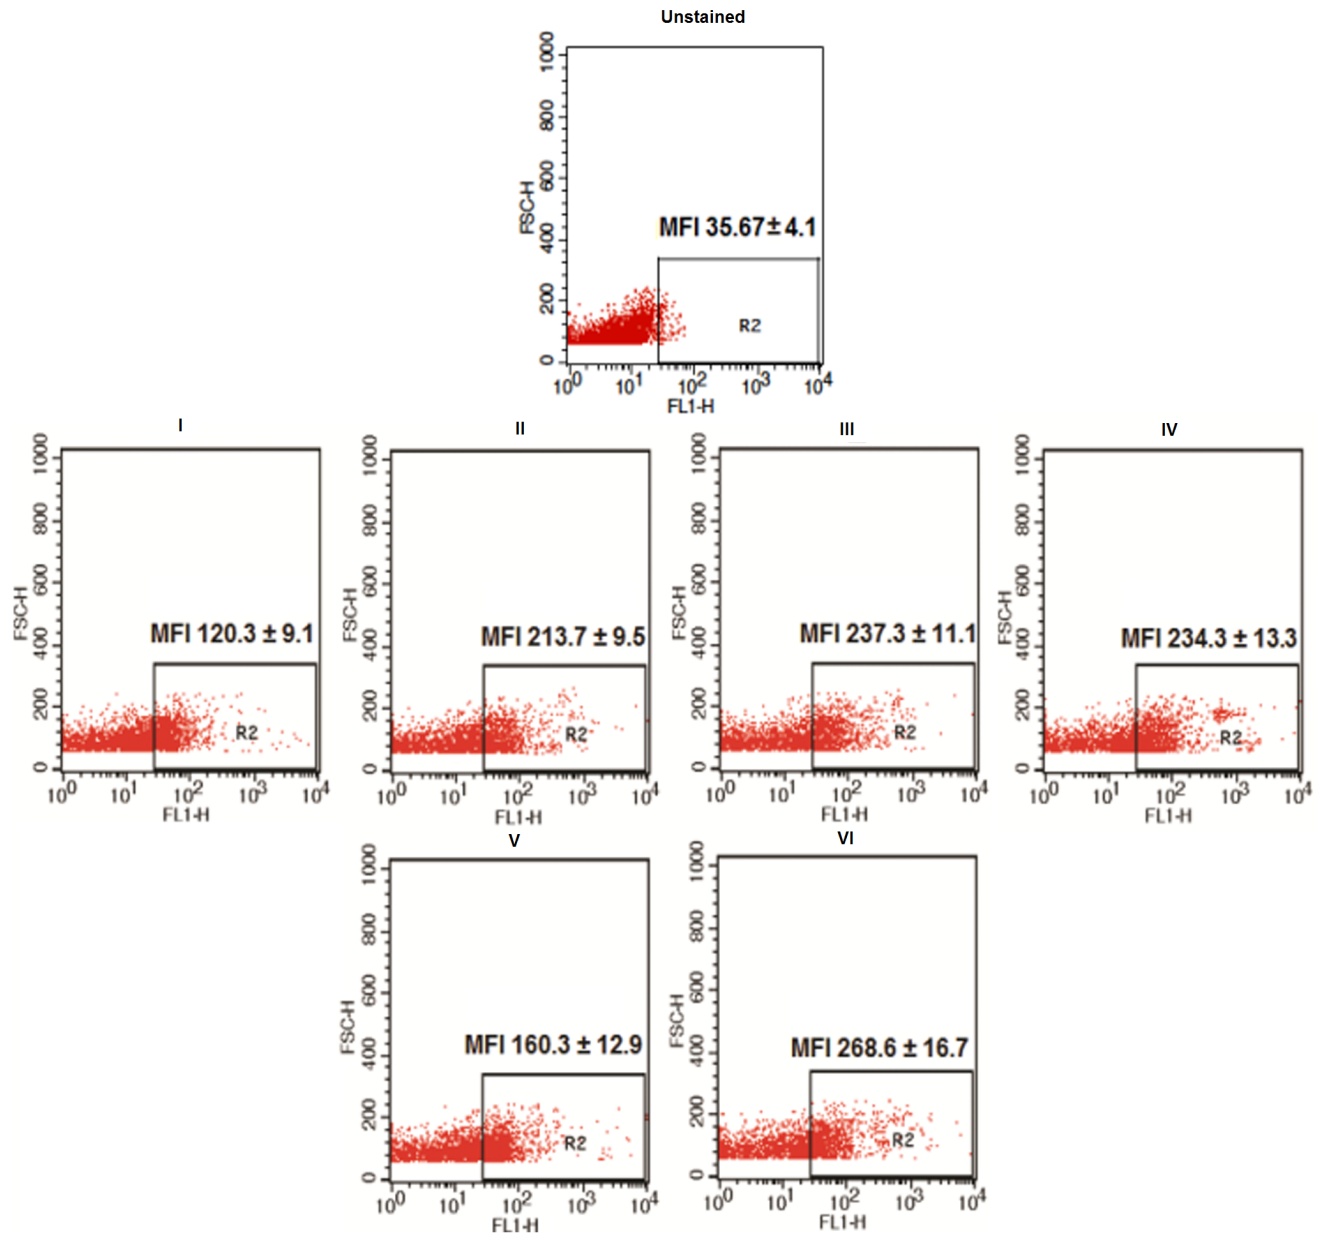 Unstained
1000
800
600
400
200
0
FSC-H
MFI 35.67±4.1
R2
10^0 10^1 10^2 10^3 10^4
FL1-H
I
1000
800
600
400
200
0
FSC-H
MFI 120.3 ± 9.1
R2
10^0 10^1 10^2 10^3 10^4
FL1-H
II
1000
800
600
400
200
0
FSC-H
MFI 213.7 ± 9.5
R2
10^0 10^1 10^2 10^3 10^4
FL1-H
III
1000
800
600
400
200
0
FSC-H
MFI 237.3 ± 11.1
R2
10^0 10^1 10^2 10^3 10^4
FL1-H
IV
1000
800
600
400
200
0
FSC-H
MFI 234.3 ± 13.3
R2
10^0 10^1 10^2 10^3 10^4
FL1-H
V
1000
800
600
400
200
0
FSC-H
MFI 160.3 ± 12.9
R2
10^0 10^1 10^2 10^3 10^4
FL1-H
VI
1000
800
600
400
200
0
FSC-H
MFI 268.6 ± 16.7
R2
10^0 10^1 10^2 10^3 10^4
FL1-H